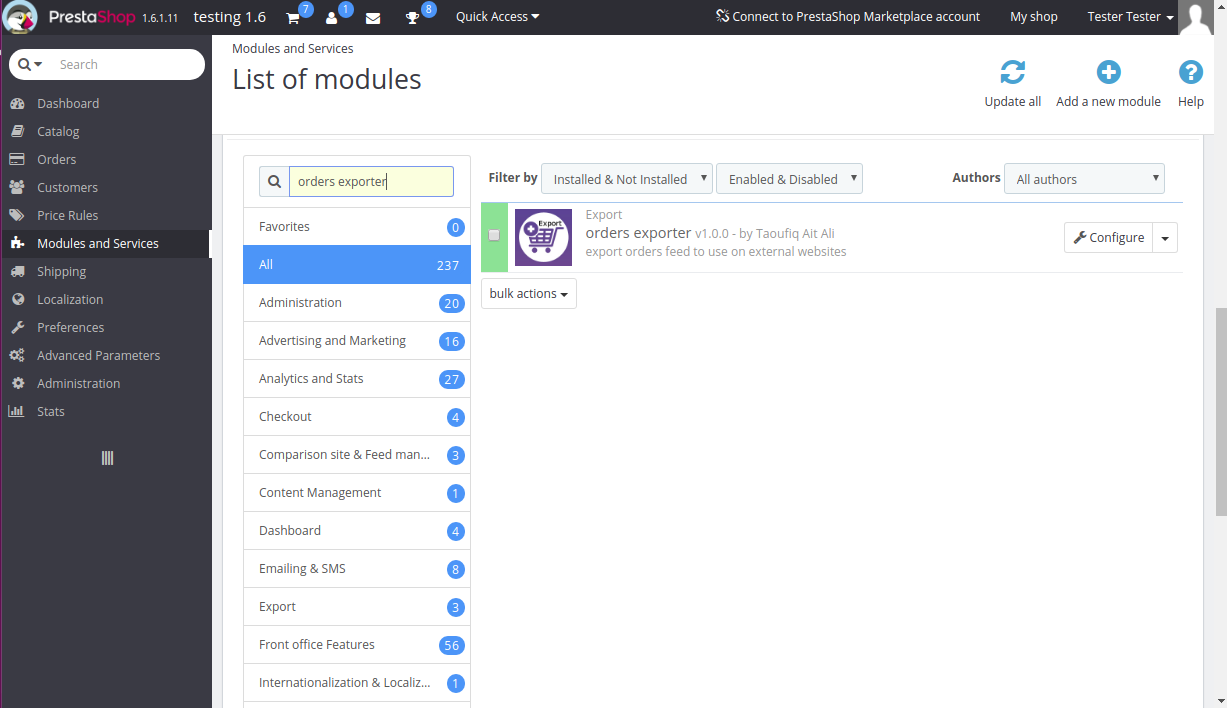 PrestaShop 1.6.1.11 testing 1.6 7 1 8 Quick Access Connect to PrestaShop Marketplace account My shop Tester Tester
Search
Dashboard
Catalog
Orders
Customers
Price Rules
Modules and Services
Shipping
Localization
Preferences
Advanced Parameters
Administration
Stats
Modules and Services
List of modules
Update all
Add a new module
Help
orders exporter
Favorites 0
All 237
Administration 20
Advertising and Marketing 16
Analytics and Stats 27
Checkout 4
Comparison site & Feed man... 3
Content Management 1
Dashboard 4
Emailing & SMS 8
Export 3
Front office Features 56
Internationalization & Localiz... 1
Filter by Installed & Not Installed Enabled & Disabled Authors All authors
Export
Export
orders exporter v1.0.0 - by Taoufiq Ait Ali
export orders feed to use on external websites
Configure
bulk actions